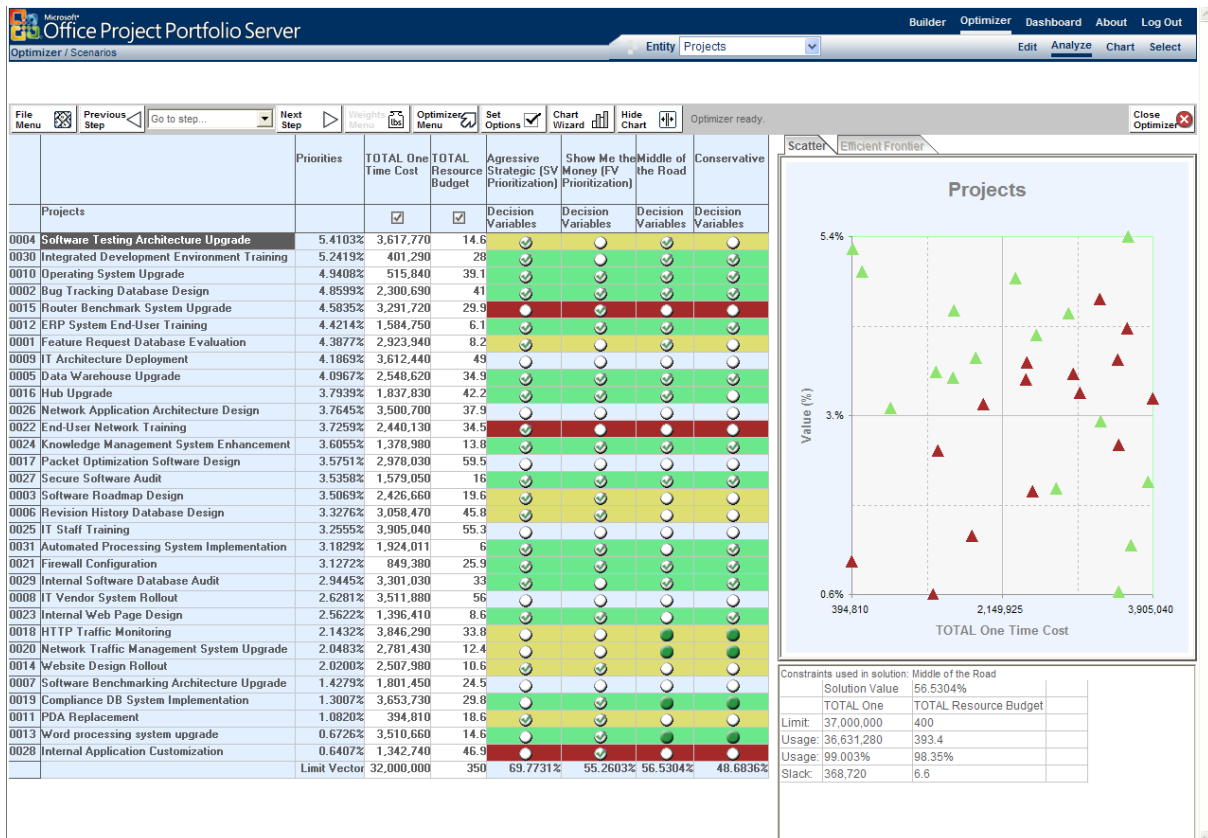 Microsoft®
Office Project Portfolio Server
Builder Optimizer Dashboard About Log Out
Optimizer / Scenarios
Entity Projects
Edit Analyze Chart Select
File Menu
Previous Step
Go to step...
Next Step
Weights Menu
lbs
Optimizer Menu
Set Options
Chart Wizard
Hide Chart
Optimizer ready.
Close Optimizer
Priorities TOTAL One Time Cost TOTAL Resource Budget Agressive Strategic (SV Prioritization) Show Me the Money (FV Prioritization) Middle of the Road Conservative
Projects Decision Variables Decision Variables Decision Variables Decision Variables
0004 Software Testing Architecture Upgrade 5.4103% 3,617,770 14.6
0030 Integrated Development Environment Training 5.2419% 401,290 28
0010 Operating System Upgrade 4.9408% 515,840 39.1
0002 Bug Tracking Database Design 4.8599% 2,300,690 41
0015 Router Benchmark System Upgrade 4.5835% 3,291,720 29.9
0012 ERP System End-User Training 4.4214% 1,584,750 6.1
0001 Feature Request Database Evaluation 4.3877% 2,923,940 8.2
0009 IT Architecture Deployment 4.1869% 3,612,440 49
0005 Data Warehouse Upgrade 4.0967% 2,548,620 34.9
0016 Hub Upgrade 3.7939% 1,837,830 42.2
0026 Network Application Architecture Design 3.7645% 3,500,700 37.9
0022 End-User Network Training 3.7259% 2,440,130 34.5
0024 Knowledge Management System Enhancement 3.6055% 1,378,980 13.8
0017 Packet Optimization Software Design 3.5751% 2,978,030 59.5
0027 Secure Software Audit 3.5358% 1,579,050 16
0003 Software Roadmap Design 3.5069% 2,426,660 19.6
0006 Revision History Database Design 3.3276% 3,058,470 45.8
0025 IT Staff Training 3.2555% 3,905,040 55.3
0031 Automated Processing System Implementation 3.1829% 1,924,011 6
0021 Firewall Configuration 3.1272% 849,380 25.9
0029 Internal Software Database Audit 2.9445% 3,301,030 33
0008 IT Vendor System Rollout 2.6281% 3,511,880 56
0023 Internal Web Page Design 2.5622% 1,396,410 8.6
0018 HTTP Traffic Monitoring 2.1432% 3,846,290 33.8
0020 Network Traffic Management System Upgrade 2.0483% 2,781,430 12.4
0014 Website Design Rollout 2.0200% 2,507,980 10.6
0007 Software Benchmarking Architecture Upgrade 1.4279% 1,801,450 24.5
0019 Compliance DB System Implementation 1.3007% 3,653,730 29.8
0011 PDA Replacement 1.0820% 394,810 18.6
0013 Word processing system upgrade 0.6726% 3,510,660 14.6
0028 Internal Application Customization 0.6407% 1,342,740 46.9
Limit Vector 32,000,000 350 69.7731% 55.2603% 56.5304% 48.6836%
Scatter Efficient Frontier
Projects
5.4%
3.%
0.6%
Value (%)
394,810 2,149,925 3,905,040
TOTAL One Time Cost
Constraints used in solution: Middle of the Road
Solution Value 56.5304%
TOTAL One TOTAL Resource Budget
Limit: 37,000,000 400
Usage: 36,631,280 393.4
Usage: 99.003% 98.35%
Slack: 368,720 6.6